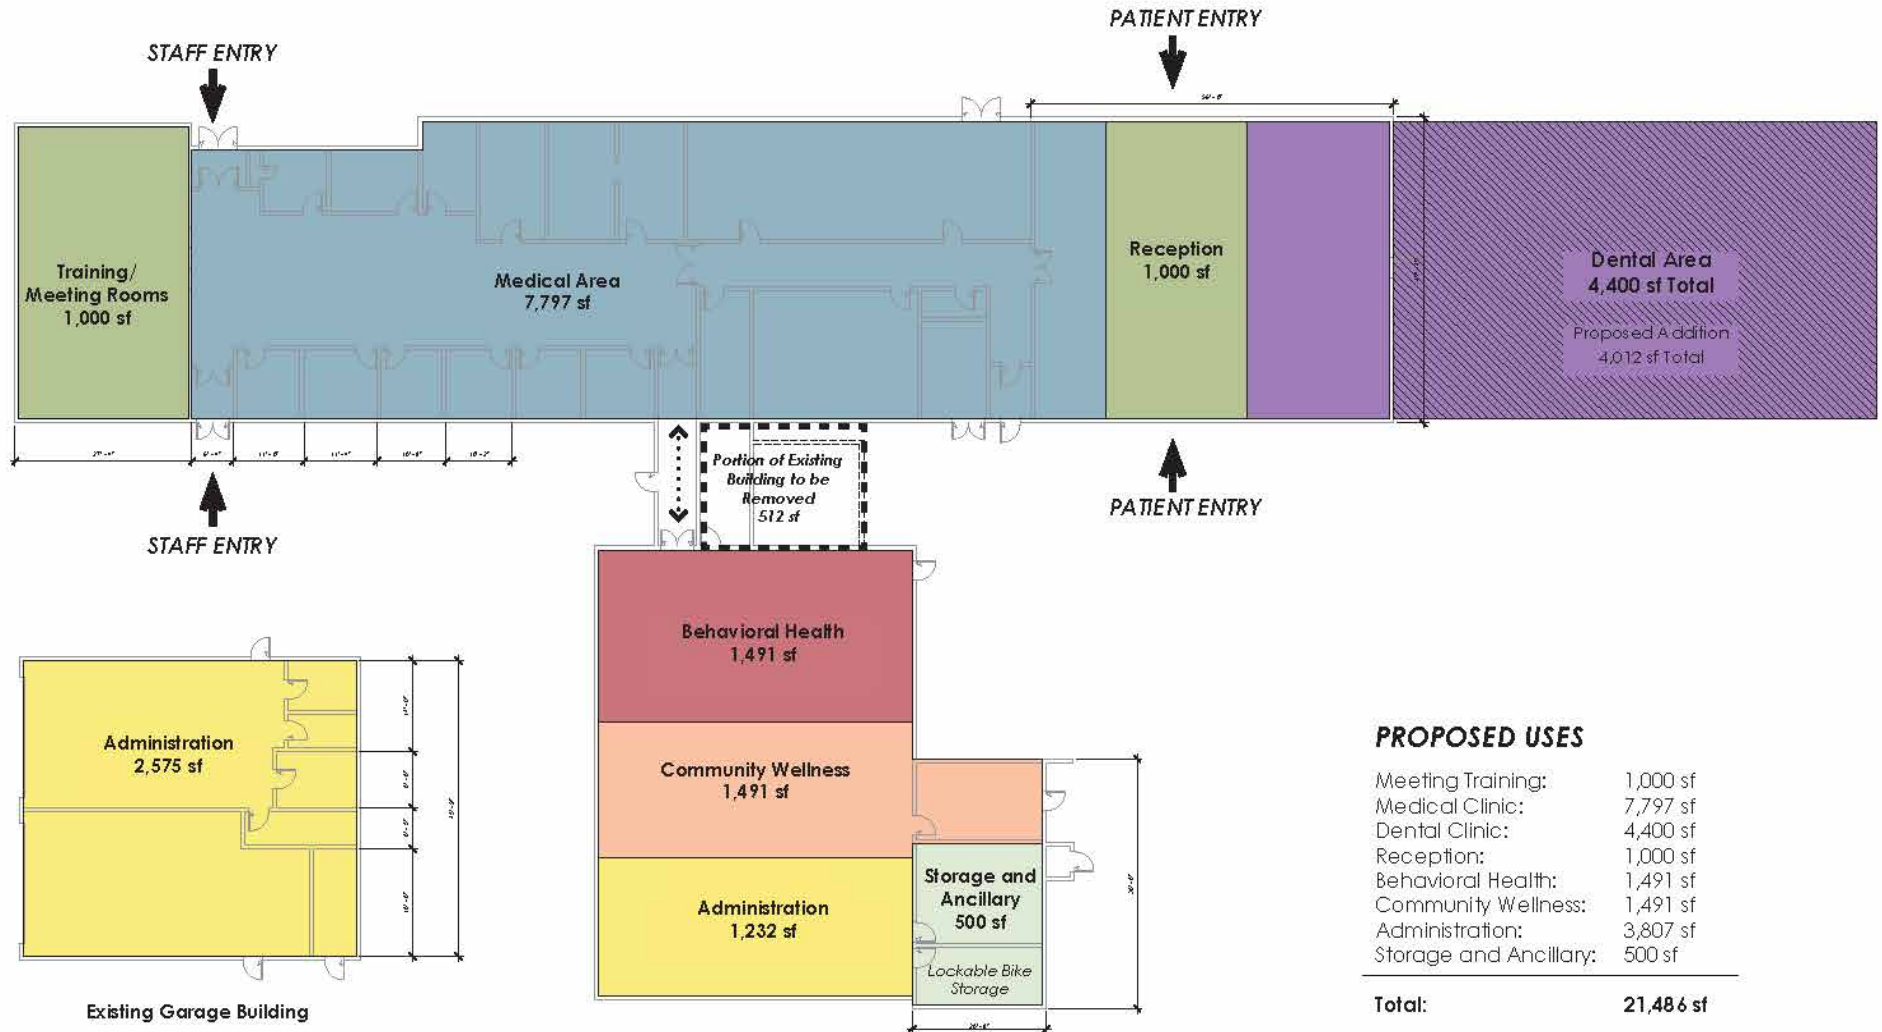 PATIENT ENTRY
STAFF ENTRY
Training/
Meeting Rooms
1,000 sf
Medical Area
7,797 sf
Reception
1,000 sf
Dental Area
4,400 sf Total
Proposed Addition
4,012 sf Total
Portion of Existing
Building to be
Removed
512 sf
PATIENT ENTRY
STAFF ENTRY
Behavioral Health
1,491 sf
Community Wellness
1,491 sf
Administration
1,232 sf
Storage and
Ancillary
500 sf
Lockable Bike
Storage
Administration
2,575 sf
Existing Garage Building
PROPOSED USES
Meeting Training: 1,000 sf
Medical Clinic: 7,797 sf
Dental Clinic: 4,400 sf
Reception: 1,000 sf
Behavioral Health: 1,491 sf
Community Wellness: 1,491 sf
Administration: 3,807 sf
Storage and Ancillary: 500 sf
Total: 21,486 sf